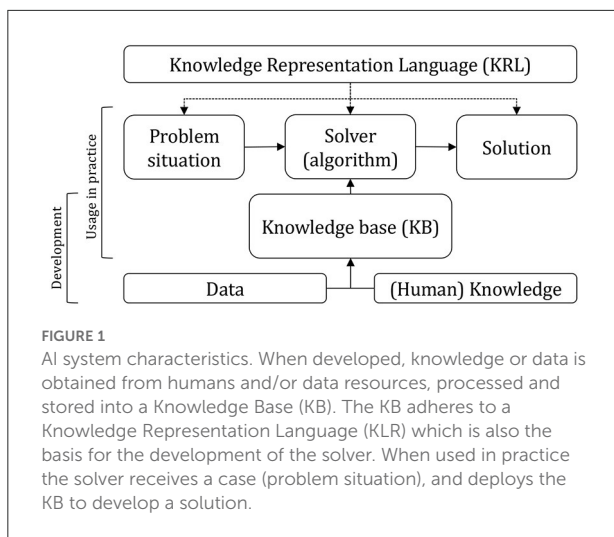 Knowledge Representation Language (KRL)
Problem
situation
Solver
(algorithm)
Solution
Usage in practice
Development
Knowledge base (KB)
Data
(Human) Knowledge
FIGURE 1
AI system characteristics. When developed, knowledge or data is
obtained from humans and/or data resources, processed and
stored into a Knowledge Base (KB). The KB adheres to a
Knowledge Representation Language (KLR) which is also the
basis for the development of the solver. When used in practice
the solver receives a case (problem situation), and deploys the
KB to develop a solution.